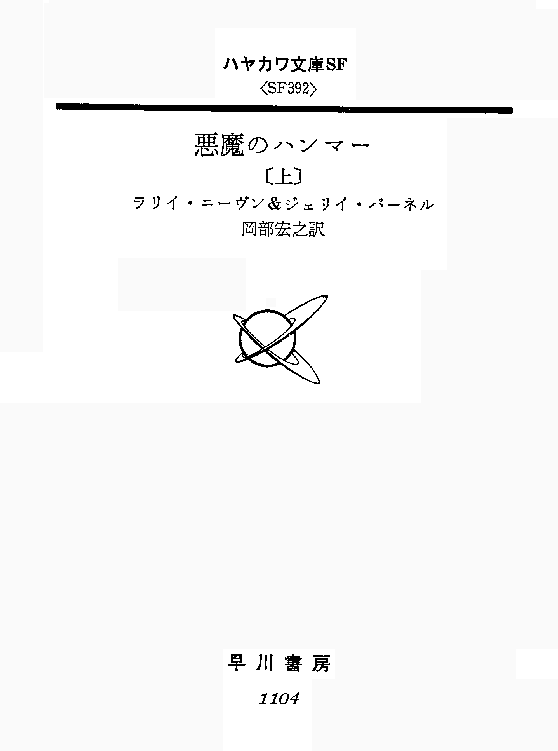 ハヤカワ文庫SF
〈SF392〉
悪魔のハンマー
〔上〕
ラリイ・ニーヴン&ジェリイ・パーネル
岡部宏之訳
早川書房
1104